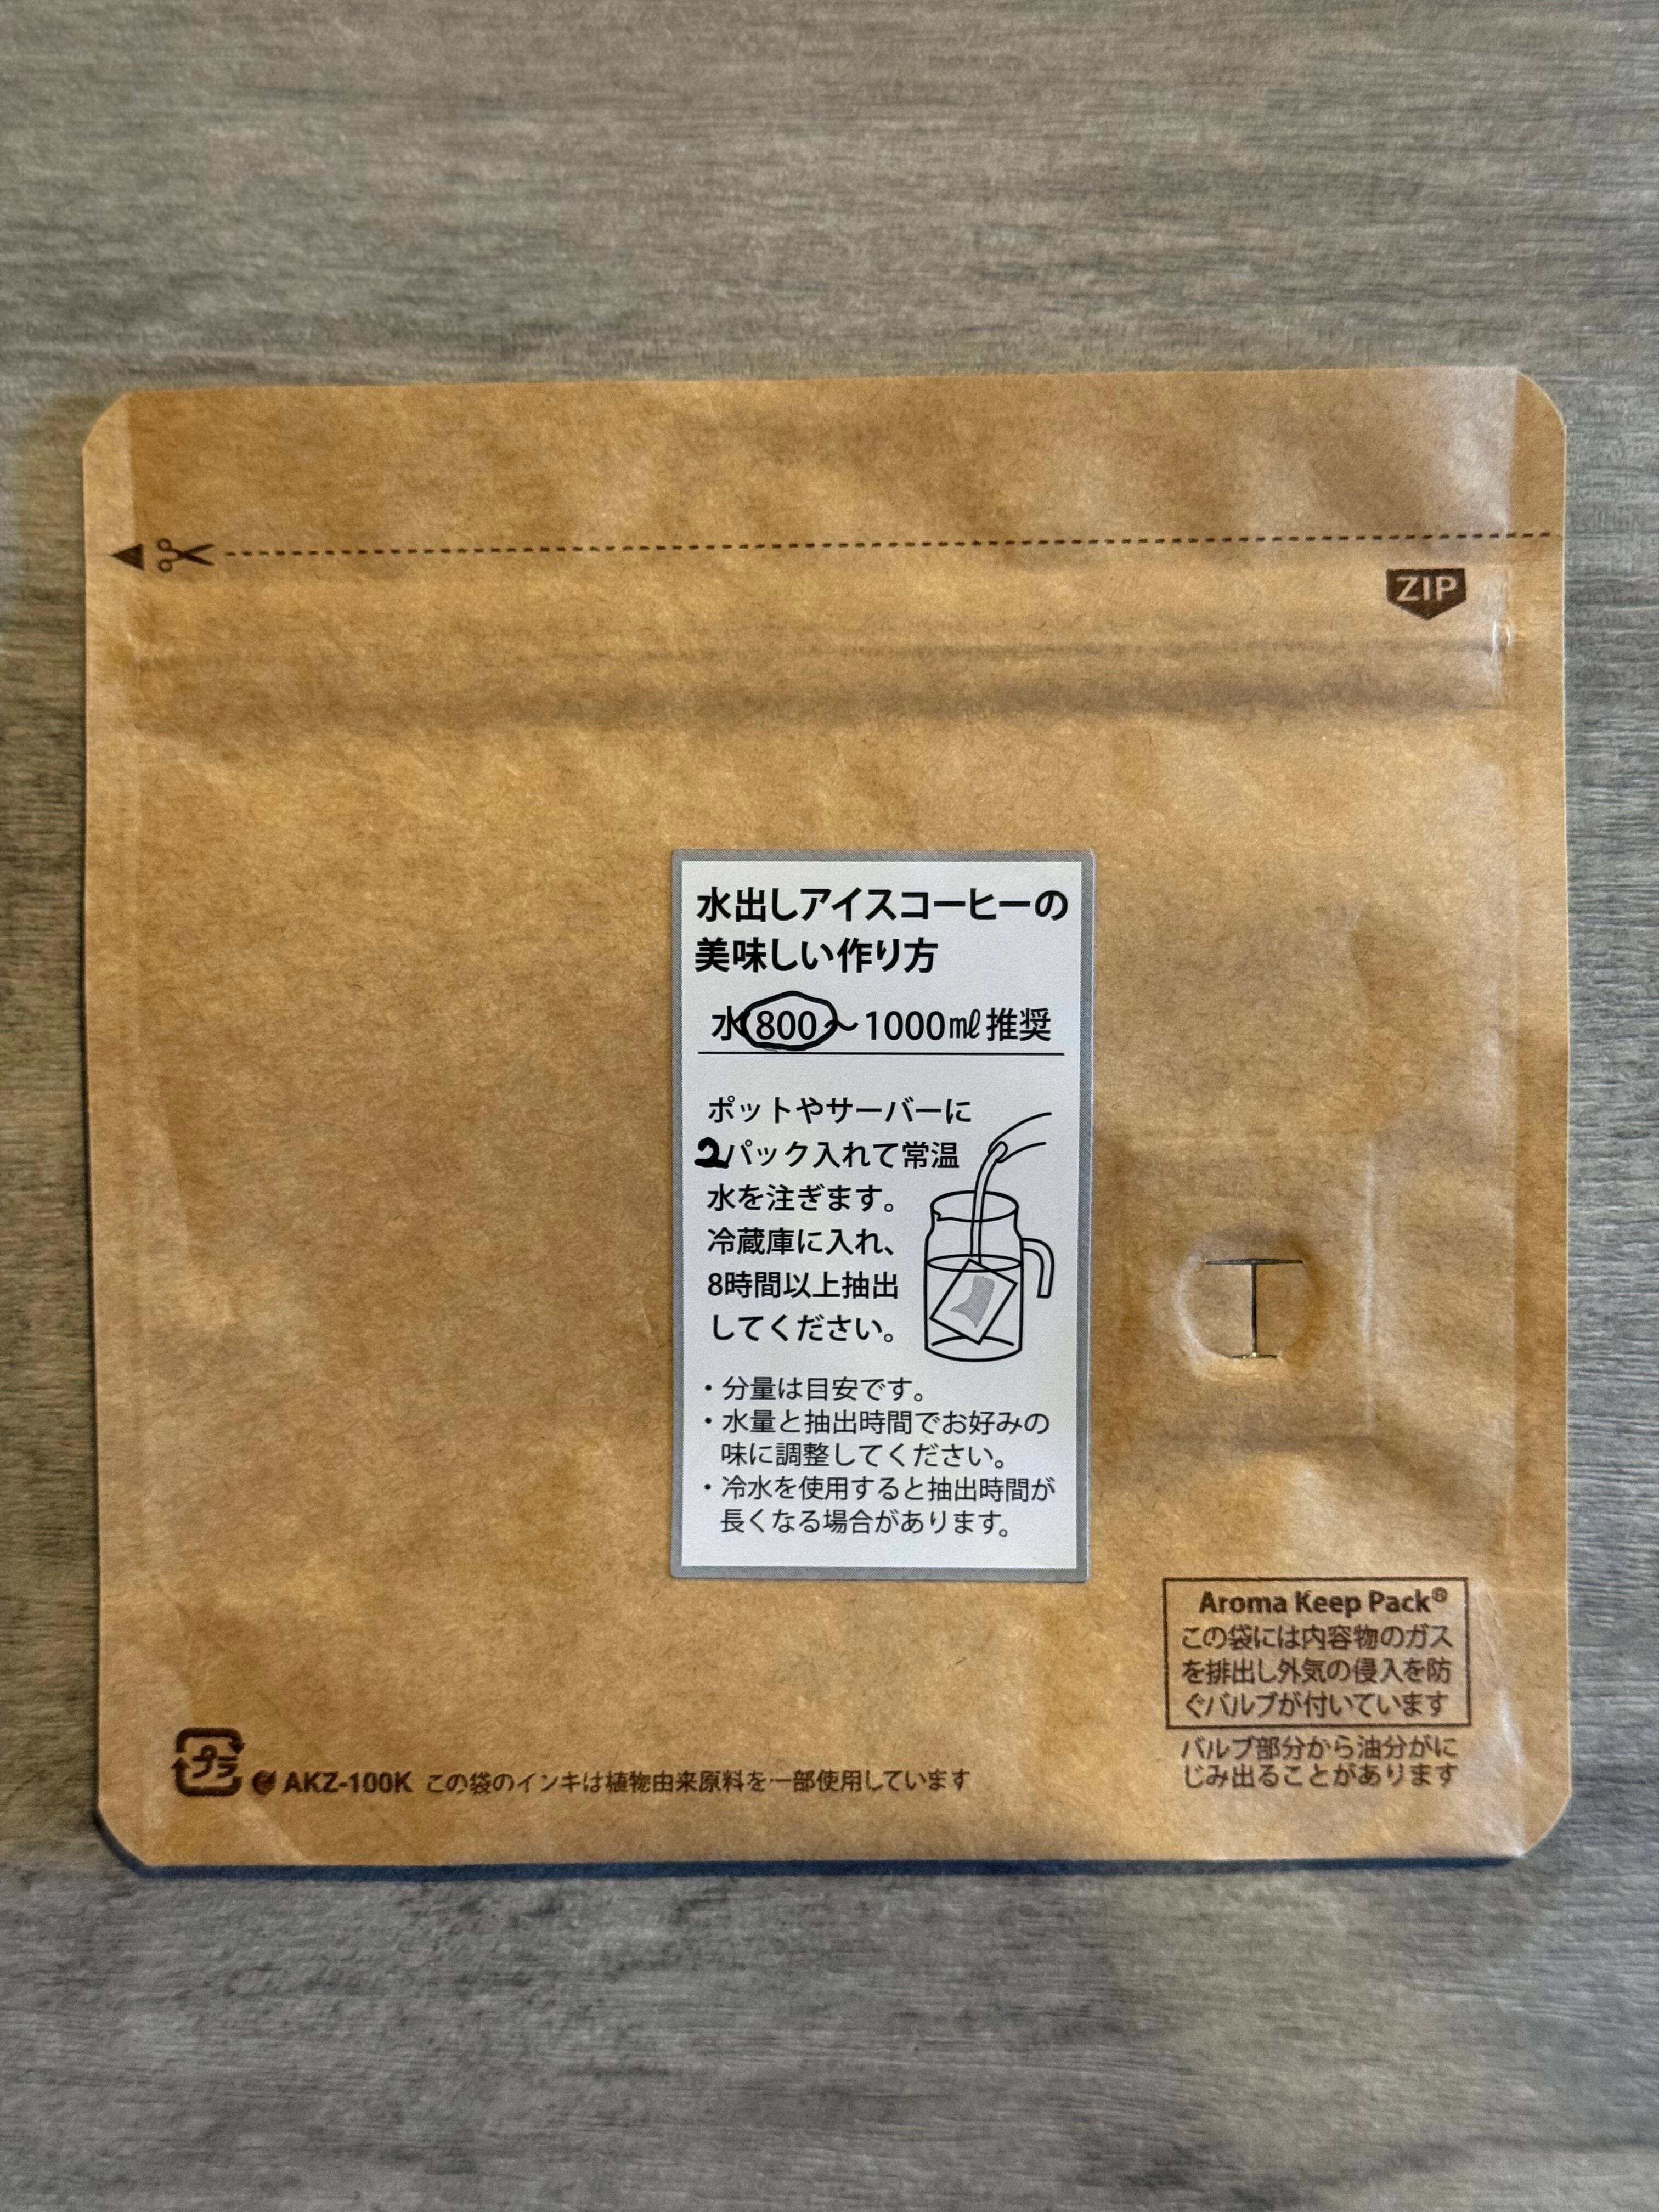 ZIP
水出しアイスコーヒーの
美味しい作り方
水800～1000㎖推奨
ポットやサーバーに
2パック入れて常温
水を注ぎます。
冷蔵庫に入れ、
8時間以上抽出
してください。
・分量は目安です。
・水量と抽出時間でお好みの
味に調整してください。
・冷水を使用すると抽出時間が
長くなる場合があります。
Aroma Keep Pack®
この袋には内容物のガス
を排出し外気の侵入を防
ぐバルブが付いています
バルブ部分から油分がに
じみ出ることがあります
プラ
AKZ-100K この袋のインキは植物由来原料を一部使用しています